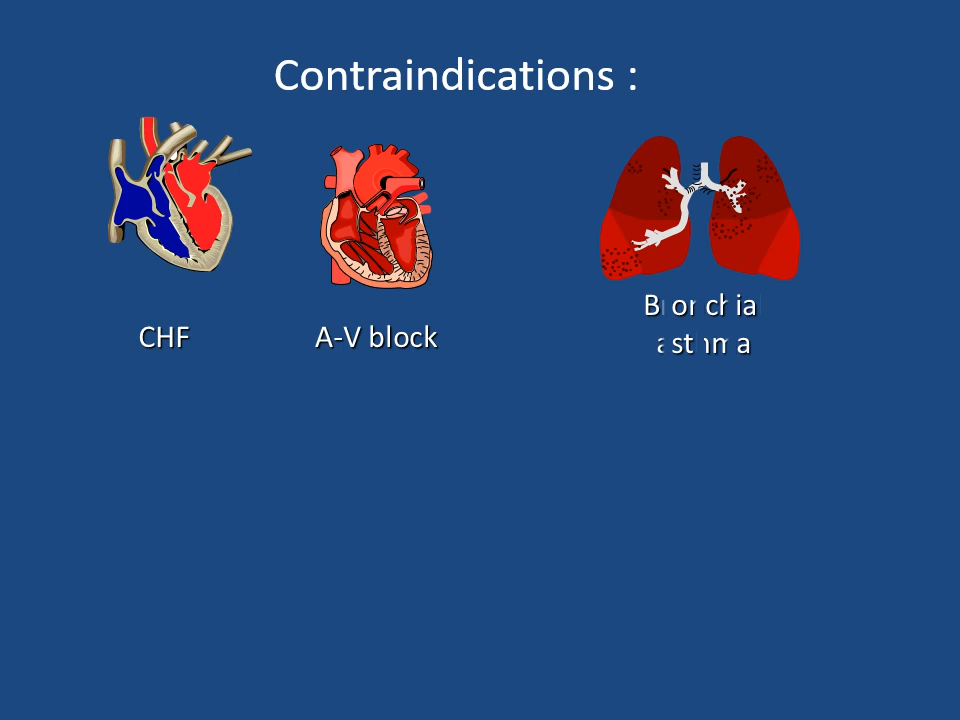 Contraindications :
CHF
A-V block
Bronchial
asthma